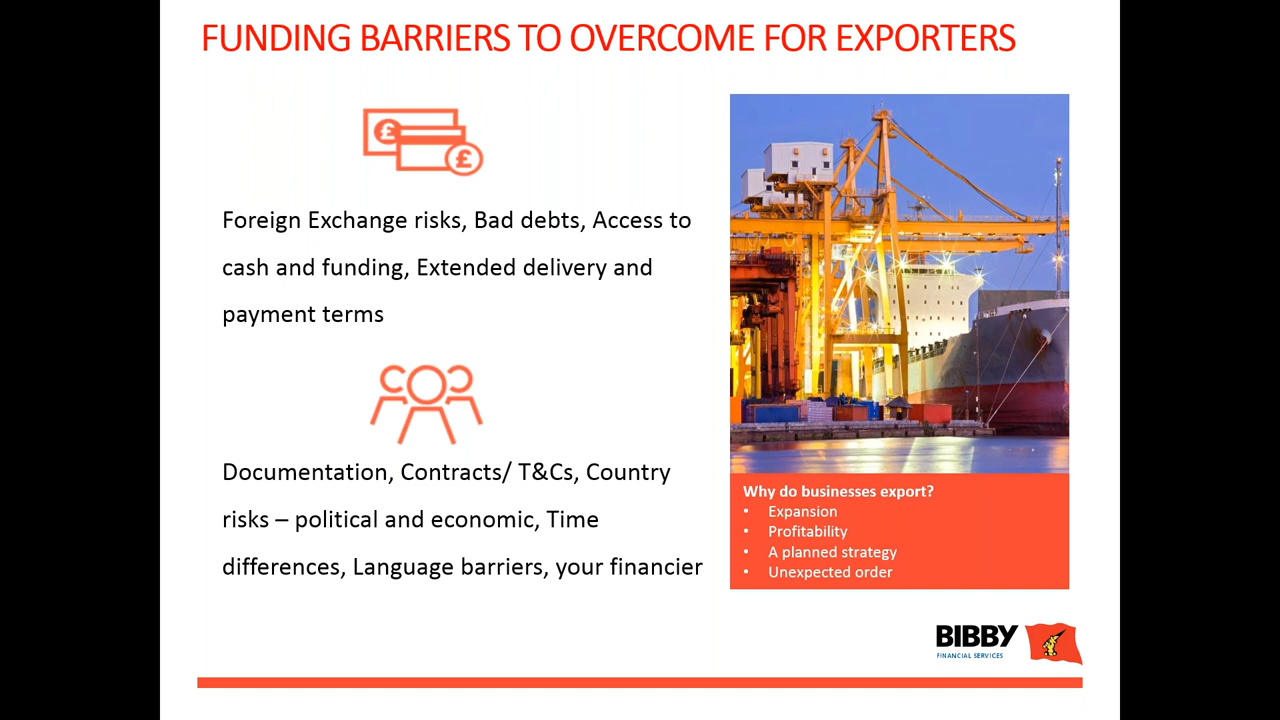 FUNDING BARRIERS TO OVERCOME FOR EXPORTERS
£
£
Foreign Exchange risks, Bad debts, Access to
cash and funding, Extended delivery and
payment terms
Documentation, Contracts/ T&Cs, Country
risks – political and economic, Time
differences, Language barriers, your financier
Why do businesses export?
• Expansion
• Profitability
• A planned strategy
• Unexpected order
BIBBY
FINANCIAL SERVICES